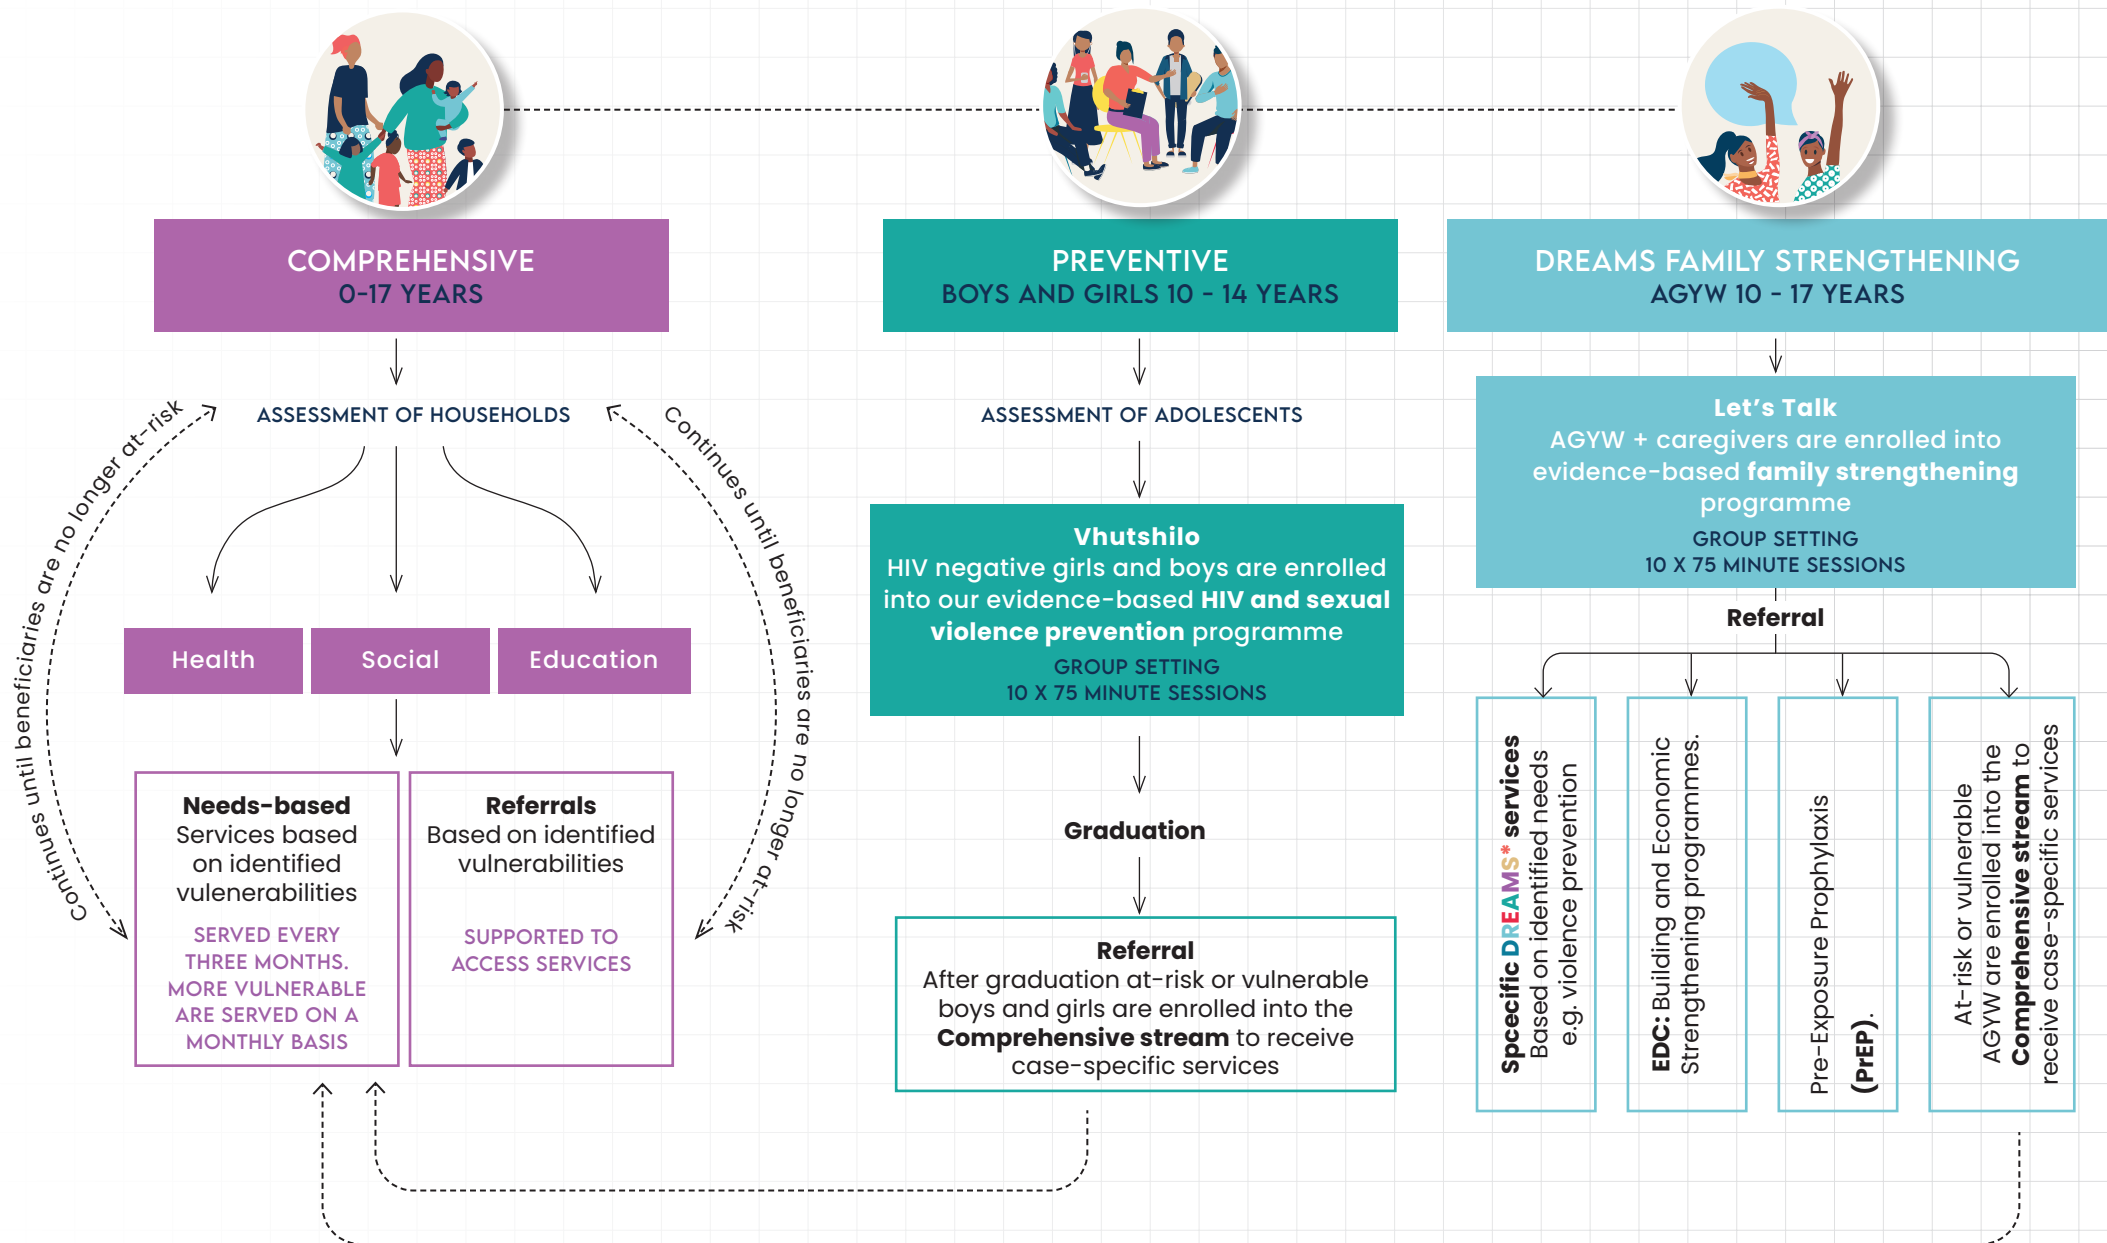 COMPREHENSIVE
0-17 YEARS
ASSESSMENT OF HOUSEHOLDS
Continues until beneficiaries are no longer at-risk
Continues until beneficiaries are no longer at-risk
Health
Social
Education
Needs-based
Services based
on identified
vulenerabilities
SERVED EVERY
THREE MONTHS.
MORE VULNERABLE
ARE SERVED ON A
MONTHLY BASIS
Referrals
Based on identified
vulnerabilities
SUPPORTED TO
ACCESS SERVICES
PREVENTIVE
BOYS AND GIRLS 10 - 14 YEARS
ASSESSMENT OF ADOLESCENTS
Vhutshilo
HIV negative girls and boys are enrolled
into our evidence-based HIV and sexual
violence prevention programme
GROUP SETTING
10 X 75 MINUTE SESSIONS
Graduation
Referral
After graduation at-risk or vulnerable
boys and girls are enrolled into the
Comprehensive stream to receive
case-specific services
DREAMS FAMILY STRENGTHENING
AGYW 10 - 17 YEARS
Let's Talk
AGYW + caregivers are enrolled into
evidence-based family strengthening
programme
GROUP SETTING
10 X 75 MINUTE SESSIONS
Referral
Spcecific DREAMS* services
Based on identified needs
e.g. violence prevention
EDC: Building and Economic
Strengthening programmes.
Pre-Exposure Prophylaxis
(PrEP).
At-risk or vulnerable
AGYW are enrolled into the
Comprehensive stream to
receive case-specific services